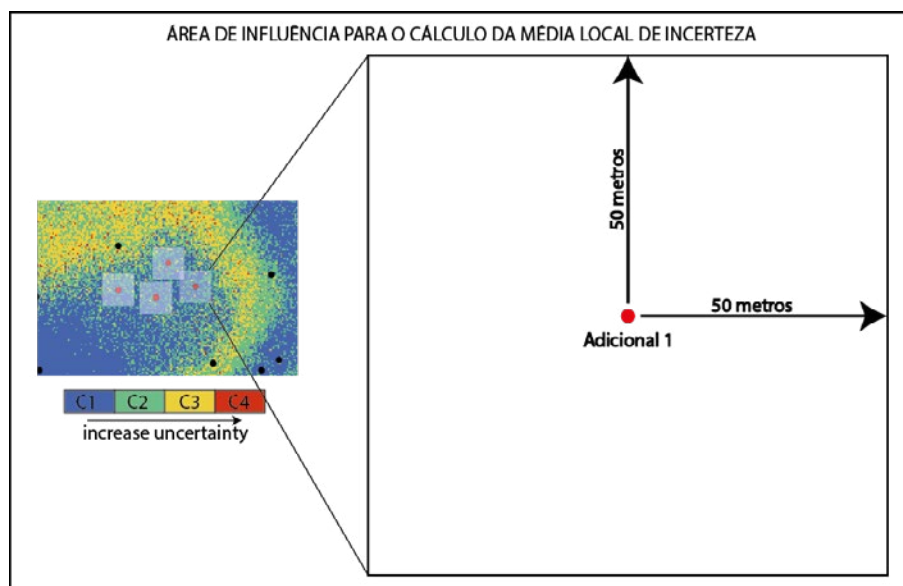 ÁREA DE INFLUÊNCIA PARA O CÁLCULO DA MÉDIA LOCAL DE INCERTEZA
50 metros
50 metros
Adicional 1
C1 C2 C3 C4
increase uncertainty